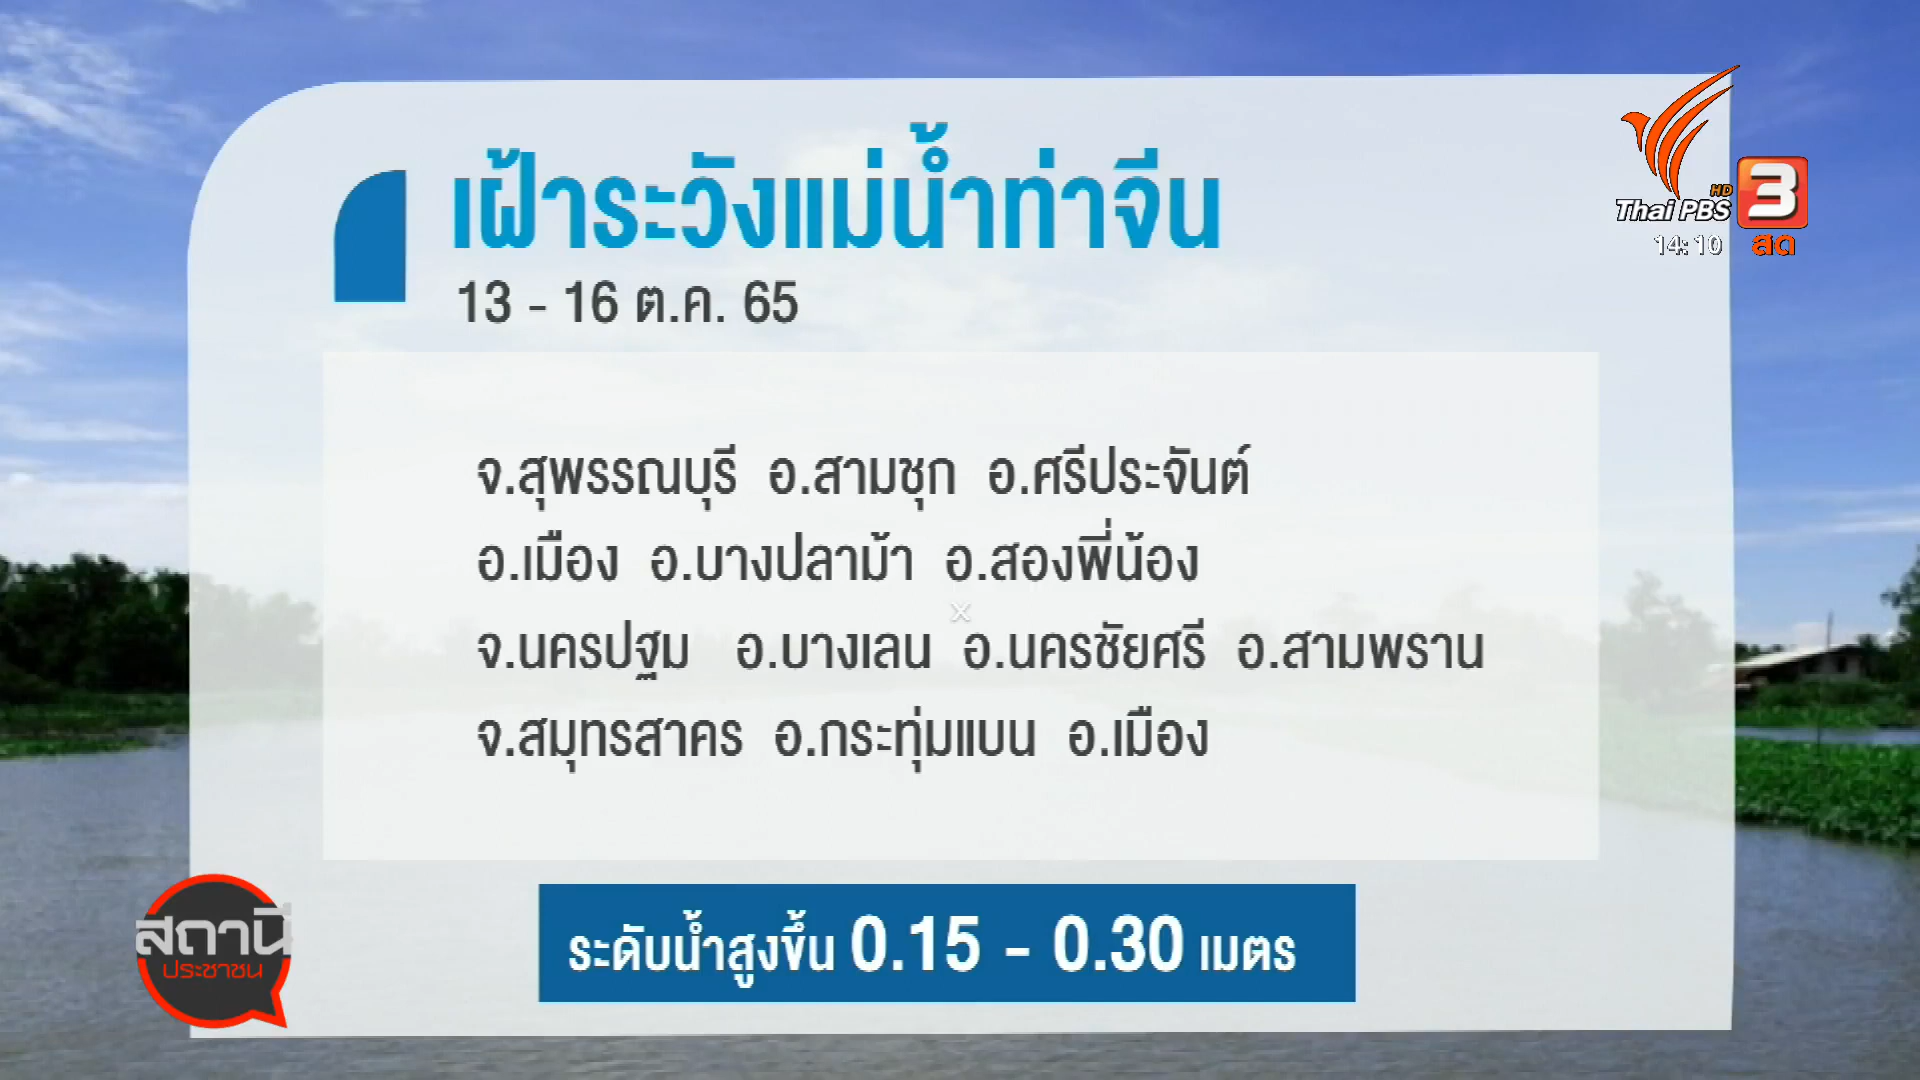 เฝ้าระวังแม่น้ำท่าจีน
13 - 16 ต.ค. 65
HD
Thai PBS 3
14:10 สด
จ.สุพรรณบุรี อ.สามชุก อ.ศรีประจันต์
อ.เมือง อ.บางปลาม้า อ.สองพี่น้อง
จ.นครปฐม อ.บางเลน อ.นครชัยศรี อ.สามพราน
จ.สมุทรสาคร อ.กระทุ่มแบน อ.เมือง
สถานี
ประชาชน
ระดับน้ำสูงขึ้น 0.15 - 0.30 เมตร